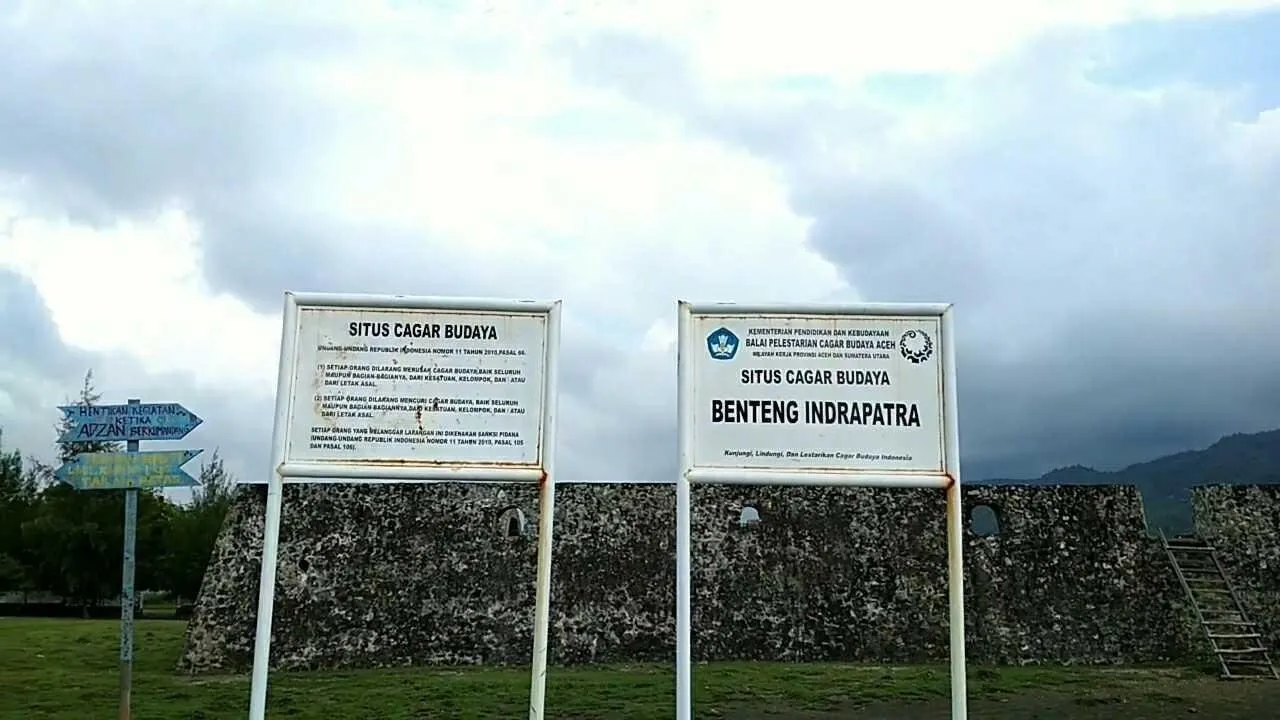 HENTIKAN KEGIATAN
KETIKA
ADZAN BERKUMANDANG
SITUS CAGAR BUDAYA
UNDANG-UNDANG REPUBLIK INDONESIA NOMOR 11 TAHUN 2010,PASAL 66.
(1) SETIAP ORANG DILARANG MERUSAK CAGAR BUDAYA,BAIK SELURUH
MAUPUN BAGIAN-BAGIANYA, DARI KESATUAN, KELOMPOK, DAN / ATAU
DARI LETAK ASAL.
(2) SETIAP ORANG DILARANG MENCURI CAGAR BUDAYA, BAIK SELURUH
MAUPUN BAGIAN-BAGIANNYA, DARI KESATUAN, KELOMPOK, DAN / ATAU
DARI LETAK ASAL.
SETIAP ORANG YANG MELANGGAR LARANGAN INI DIKENAKAN SARKSI PIDANA
(UNDANG-UNDANG REPUBLIK INDONESIA NOMOR 11 TAHUN 2010, PASAL 105
DAN PASAL 106).
KEMENTERIAN PENDIDIKAN DAN KEBUDAYAAN
BALAI PELESTARIAN CAGAR BUDAYA ACEH
WILAYAH KERJA PROVINSI ACEH DAN SUMATERA UTARA
SITUS CAGAR BUDAYA
BENTENG INDRAPATRA
Kunjungi, Lindungi, Dan Lestarikan Cagar Budaya Indonesia